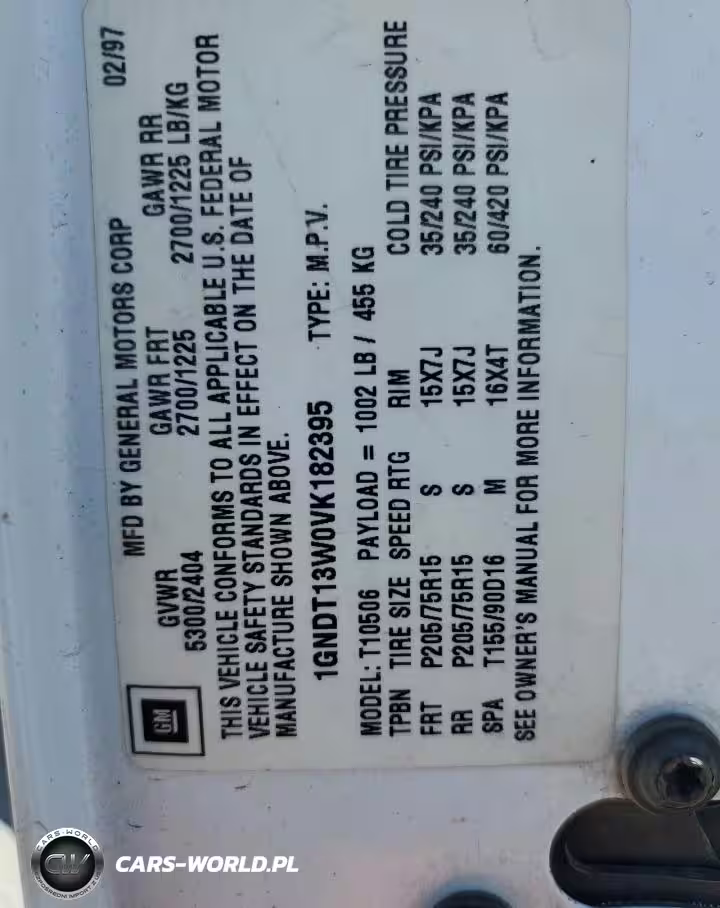 MFD BY GENERAL MOTORS CORP 02/97
GVWR GAWR FRT GAWR RR
5300/2404 2700/1225 2700/1225 LB/KG
THIS VEHICLE CONFORMS TO ALL APPLICABLE U.S. FEDERAL MOTOR
VEHICLE SAFETY STANDARDS IN EFFECT ON THE DATE OF
MANUFACTURE SHOWN ABOVE.
1GNDT13W0VK182395 TYPE: M.P.V.
MODEL: T10506 PAYLOAD = 1002 LB / 455 KG
TPBN TIRE SIZE SPEED RTG RIM COLD TIRE PRESSURE
FRT P205/75R15 S 15X7J 35/240 PSI/KPA
RR P205/75R15 S 15X7J 35/240 PSI/KPA
SPA T155/90D16 M 16X4T 60/420 PSI/KPA
SEE OWNER'S MANUAL FOR MORE INFORMATION.
GM
CARS-WORLD
CW
CARS-WORLD.PL